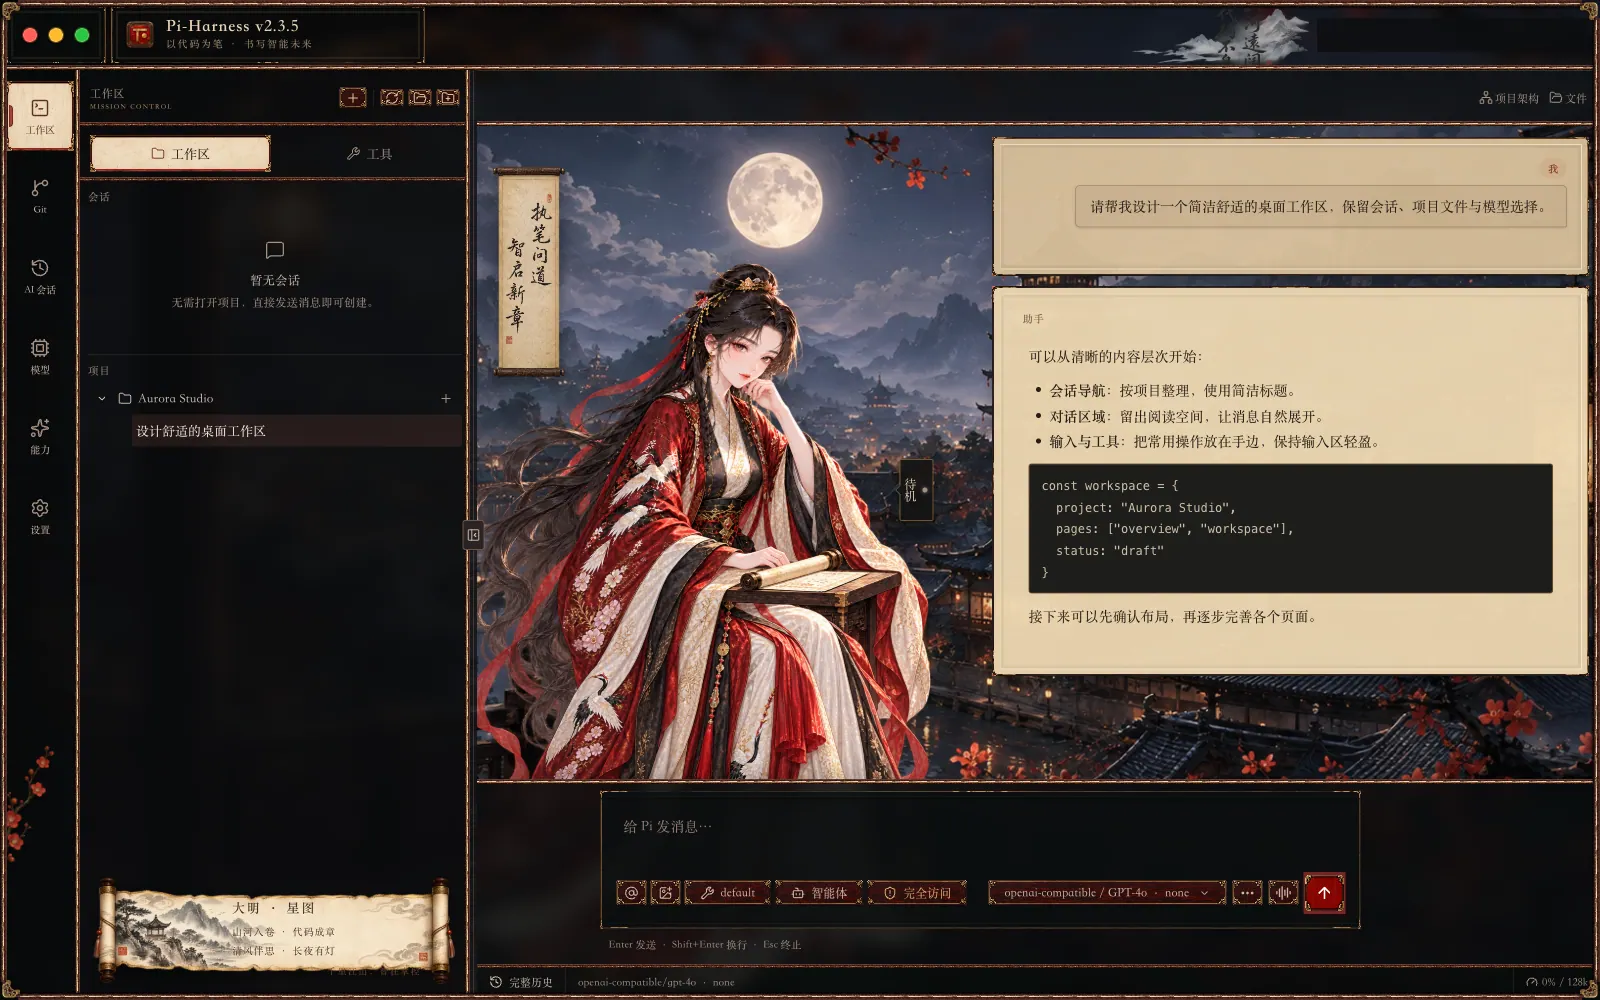 Pi-Harness v2.3.5
以代码为笔 · 书写智能未来
工作区
Git
AI 会话
模型
能力
设置
工作区
MISSION CONTROL
工作区
工具
会话
暂无会话
无需打开项目，直接发送消息即可创建。
项目
Aurora Studio
设计舒适的桌面工作区
大明 · 星图
山河入卷 · 代码成章
清风伴思 · 长夜有灯
项目架构
文件
执笔问道
智启新章
待机
我
请帮我设计一个简洁舒适的桌面工作区，保留会话、项目文件与模型选择。
助手
可以从清晰的内容层次开始：
• 会话导航：按项目整理，使用简洁标题。
• 对话区域：留出阅读空间，让消息自然展开。
• 输入与工具：把常用操作放在手边，保持输入区轻盈。
const workspace = {
project: "Aurora Studio",
pages: ["overview", "workspace"],
status: "draft"
}
接下来可以先确认布局，再逐步完善各个页面。
给 Pi 发消息…
default
智能体
完全访问
openai-compatible / GPT-4o · none
Enter 发送 · Shift+Enter 换行 · Esc 终止
完整历史
openai-compatible/gpt-4o · none
0% / 128k